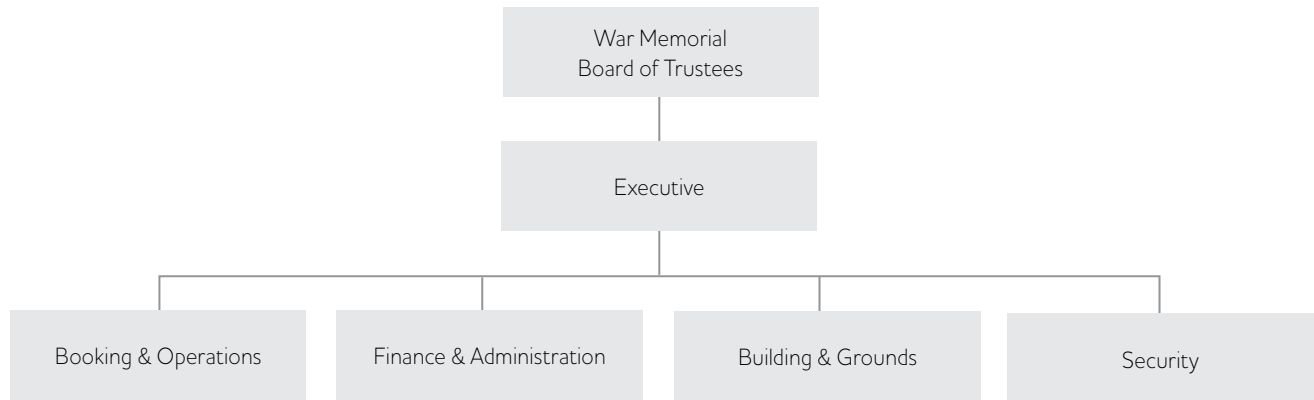 War Memorial
Board of Trustees
Executive
Booking & Operations
Finance & Administration
Building & Grounds
Security